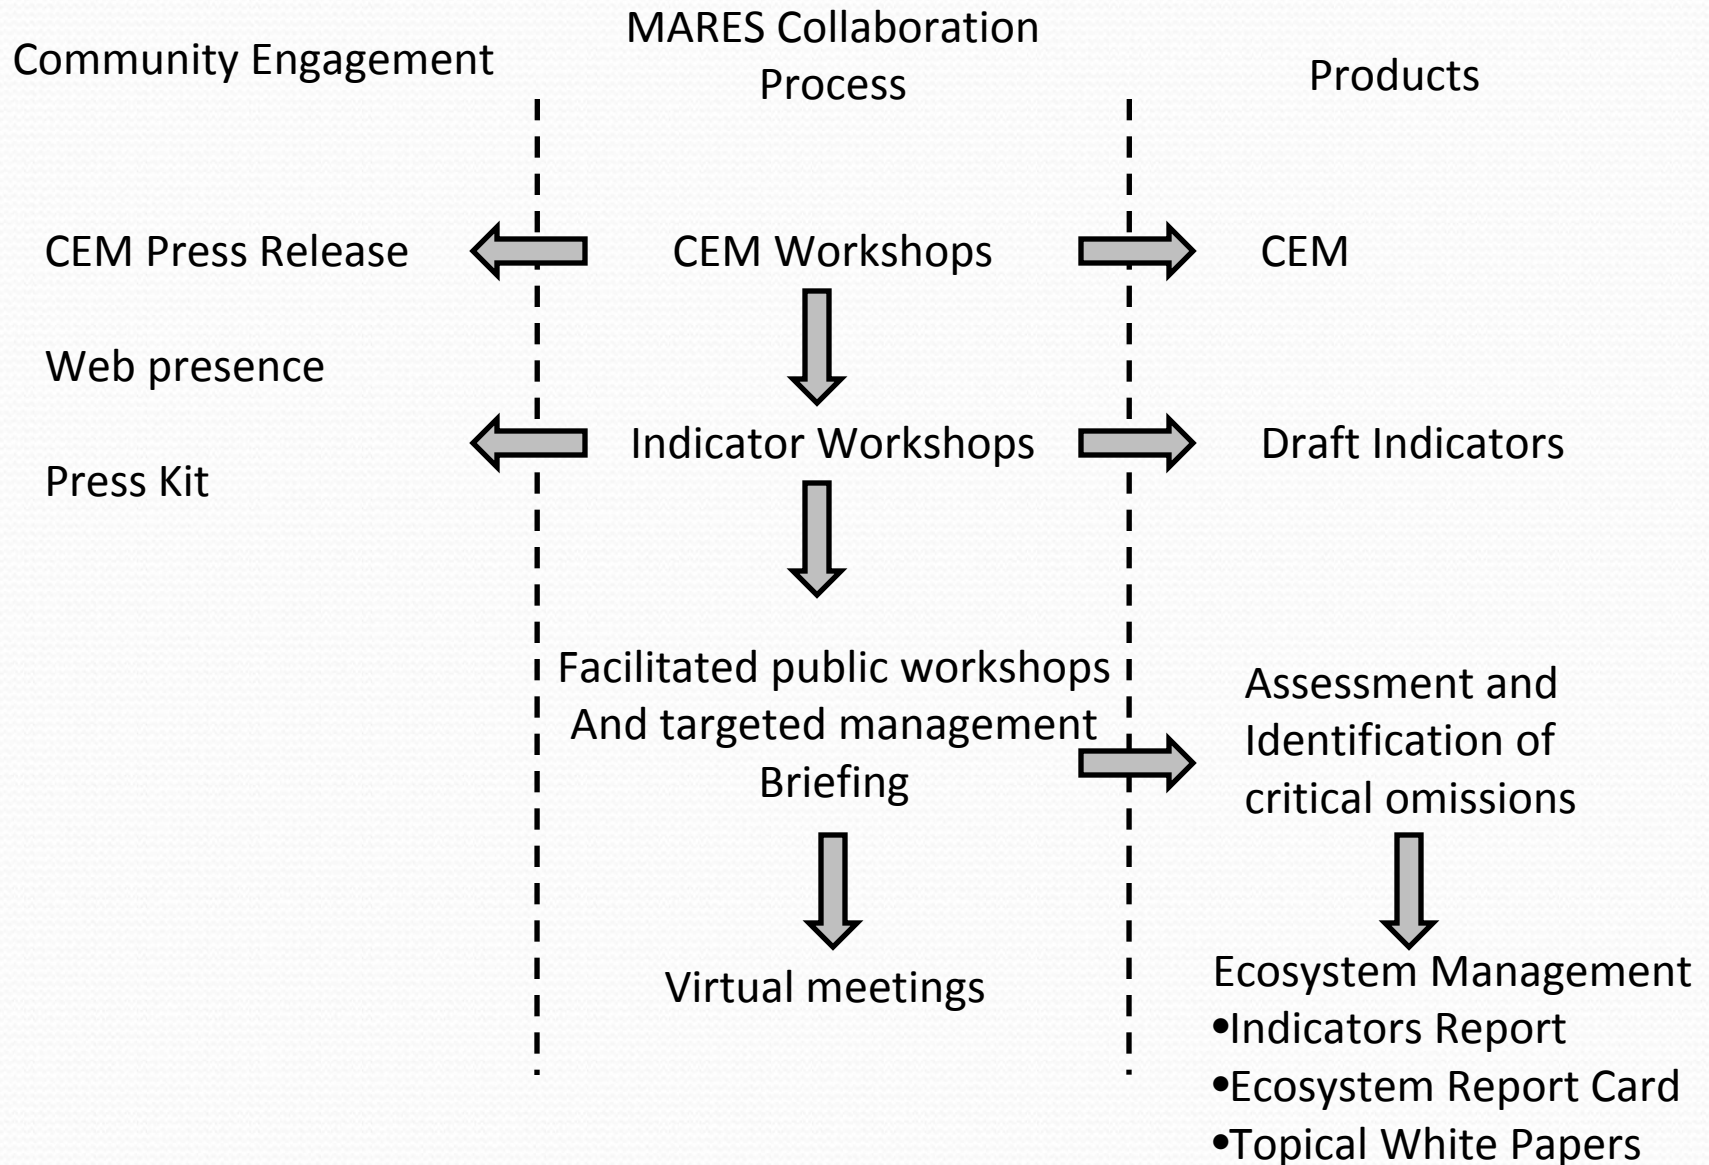 Community Engagement
MARES Collaboration
Process
Products
CEM Press Release
CEM Workshops
CEM
Web presence
Indicator Workshops
Draft Indicators
Press Kit
Facilitated public workshops
And targeted management
Briefing
Assessment and
Identification of
critical omissions
Virtual meetings
Ecosystem Management
•Indicators Report
•Ecosystem Report Card
•Topical White Papers